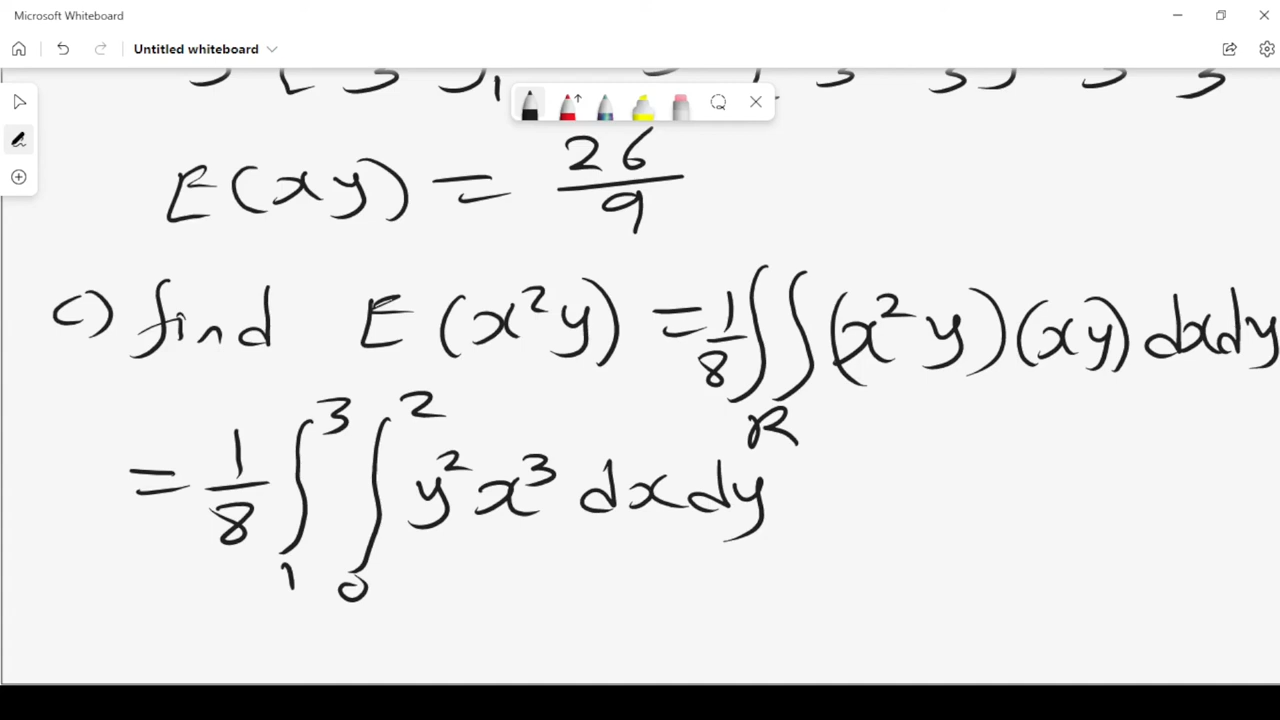 Microsoft Whiteboard
Untitled whiteboard
E(xy) = 26/9
c) find E(x²y) = 1/8 ∫∫_R (x²y)(xy) dxdy
= 1/8 ∫₁³ ∫₀² y²x³ dxdy